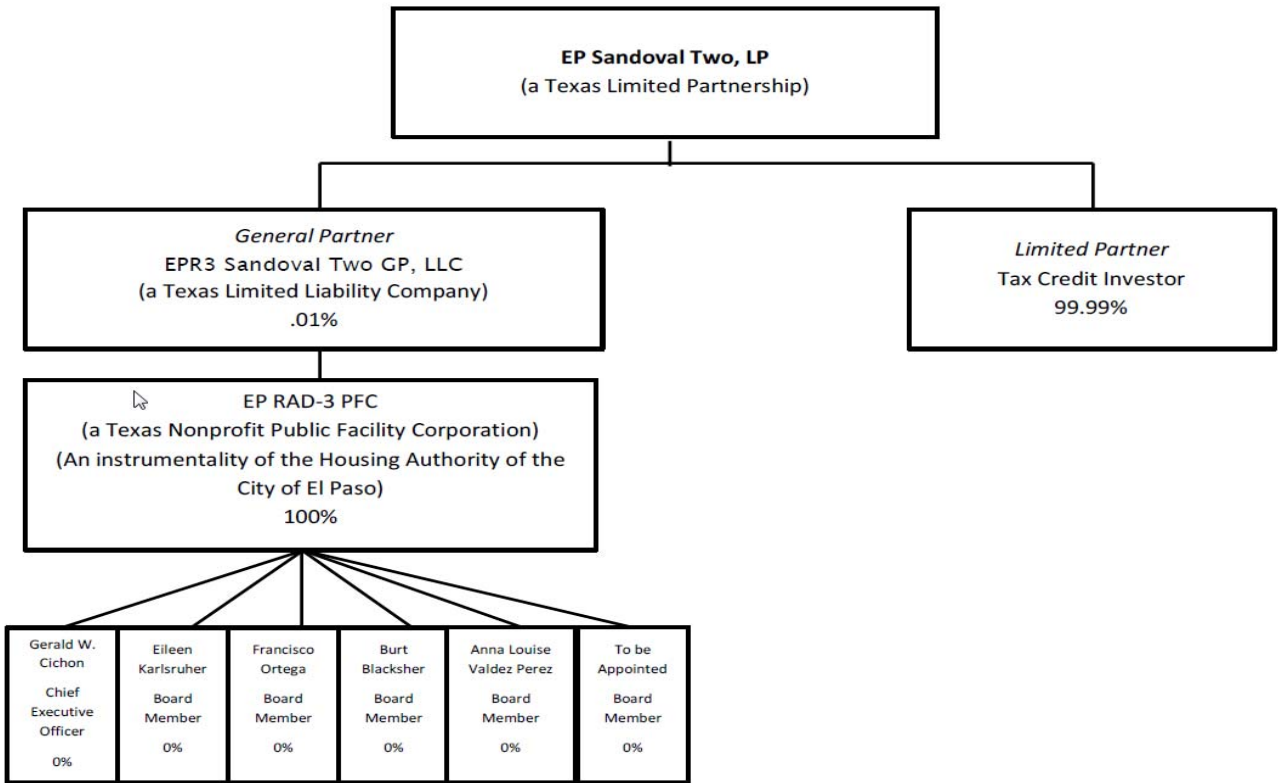 EP Sandoval Two, LP
(a Texas Limited Partnership)
General Partner
EPR3 Sandoval Two GP, LLC
(a Texas Limited Liability Company)
.01%
Limited Partner
Tax Credit Investor
99.99%
EP RAD-3 PFC
(a Texas Nonprofit Public Facility Corporation)
(An instrumentality of the Housing Authority of the
City of El Paso)
100%
Gerald W.
Cichon
Chief
Executive
Officer
0%
Eileen
Karlsruher
Board
Member
0%
Francisco
Ortega
Board
Member
0%
Burt
Blacksher
Board
Member
0%
Anna Louise
Valdez Perez
Board
Member
0%
To be
Appointed
Board
Member
0%